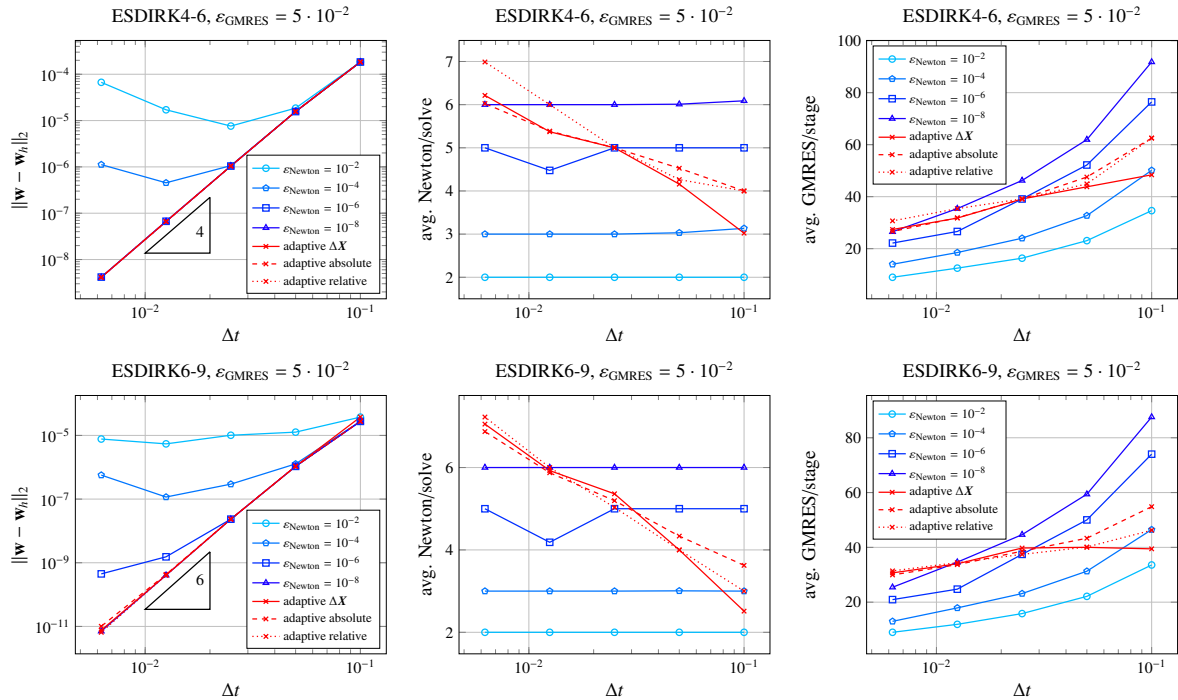 ESDIRK4-6, εGMRES = 5 · 10⁻²
‖w − w_h‖₂
10⁻⁴
10⁻⁵
10⁻⁶
10⁻⁷
10⁻⁸
εNewton = 10⁻²
εNewton = 10⁻⁴
εNewton = 10⁻⁶
εNewton = 10⁻⁸
adaptive ΔX
adaptive absolute
adaptive relative
4
10⁻²
10⁻¹
Δt
ESDIRK4-6, εGMRES = 5 · 10⁻²
avg. Newton/solve
7
6
5
4
3
2
10⁻²
10⁻¹
Δt
ESDIRK4-6, εGMRES = 5 · 10⁻²
avg. GMRES/stage
100
80
60
40
20
εNewton = 10⁻²
εNewton = 10⁻⁴
εNewton = 10⁻⁶
εNewton = 10⁻⁸
adaptive ΔX
adaptive absolute
adaptive relative
10⁻²
10⁻¹
Δt
ESDIRK6-9, εGMRES = 5 · 10⁻²
‖w − w_h‖₂
10⁻⁵
10⁻⁷
10⁻⁹
10⁻¹¹
εNewton = 10⁻²
εNewton = 10⁻⁴
εNewton = 10⁻⁶
εNewton = 10⁻⁸
adaptive ΔX
adaptive absolute
adaptive relative
6
10⁻²
10⁻¹
Δt
ESDIRK6-9, εGMRES = 5 · 10⁻²
avg. Newton/solve
6
4
2
10⁻²
10⁻¹
Δt
ESDIRK6-9, εGMRES = 5 · 10⁻²
avg. GMRES/stage
80
60
40
20
εNewton = 10⁻²
εNewton = 10⁻⁴
εNewton = 10⁻⁶
εNewton = 10⁻⁸
adaptive ΔX
adaptive absolute
adaptive relative
10⁻²
10⁻¹
Δt